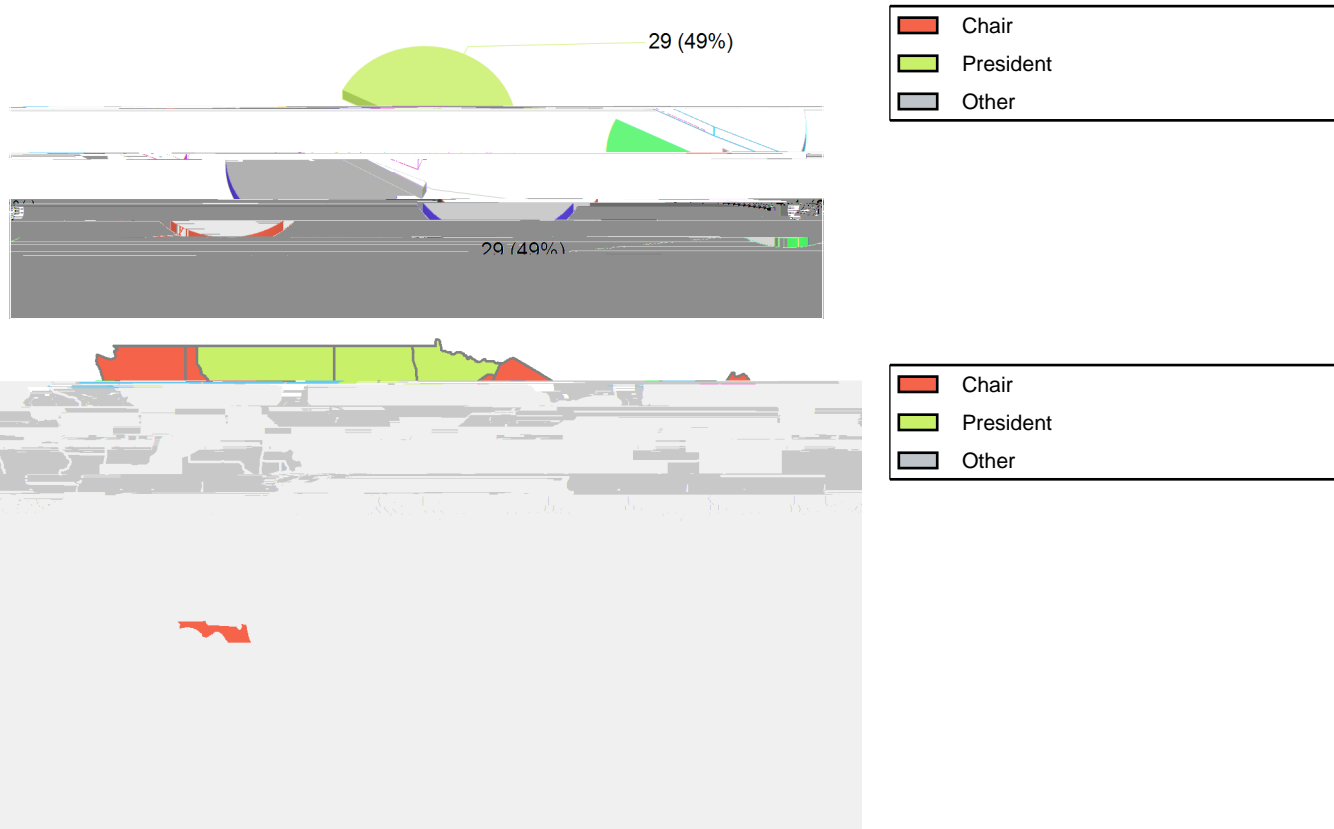 29 (49%)
Chair
President
Other
29 (49%)
Chair
President
Other